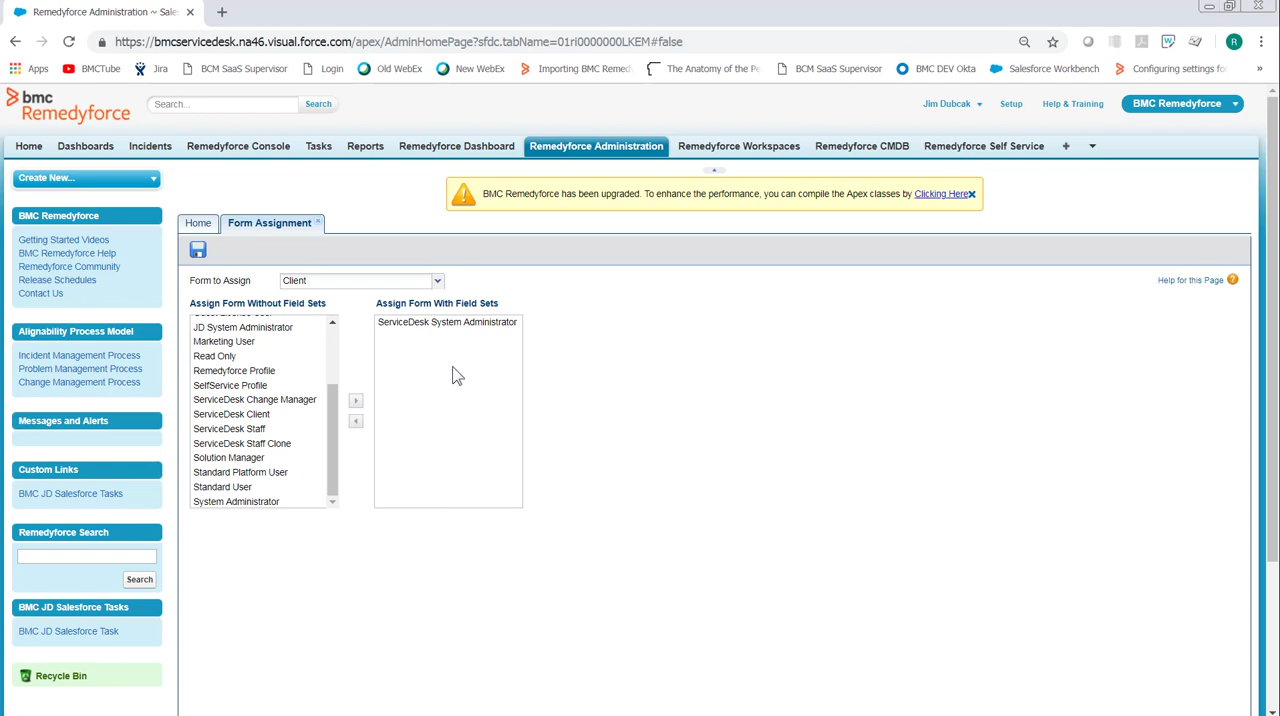 Remedyforce Administration ~ Sale
https://bmcservicedesk.na46.visual.force.com/apex/AdminHomePage?sfdc.tabName=01ri0000000LKEM#false
R
Apps
BMCTube
Jira
BCM SaaS Supervisor
Login
Old WebEx
New WebEx
Importing BMC Remed
The Anatomy of the Pe
BCM SaaS Supervisor
BMC DEV Okta
Salesforce Workbench
Configuring settings fo
»
bmc
Remedyforce
Search...
Search
Jim Dubcak
Setup
Help & Training
BMC Remedyforce
Home
Dashboards
Incidents
Remedyforce Console
Tasks
Reports
Remedyforce Dashboard
Remedyforce Administration
Remedyforce Workspaces
Remedyforce CMDB
Remedyforce Self Service
+
Create New...
BMC Remedyforce has been upgraded. To enhance the performance, you can compile the Apex classes by Clicking Here
BMC Remedyforce
Getting Started Videos
BMC Remedyforce Help
Remedyforce Community
Release Schedules
Contact Us
Alignability Process Model
Incident Management Process
Problem Management Process
Change Management Process
Messages and Alerts
Custom Links
BMC JD Salesforce Tasks
Remedyforce Search
Search
BMC JD Salesforce Tasks
BMC JD Salesforce Task
Recycle Bin
Home
Form Assignment
Form to Assign
Client
Help for this Page
Assign Form Without Field Sets
Assign Form With Field Sets
JD System Administrator
Marketing User
Read Only
Remedyforce Profile
SelfService Profile
ServiceDesk Change Manager
ServiceDesk Client
ServiceDesk Staff
ServiceDesk Staff Clone
Solution Manager
Standard Platform User
Standard User
System Administrator
ServiceDesk System Administrator